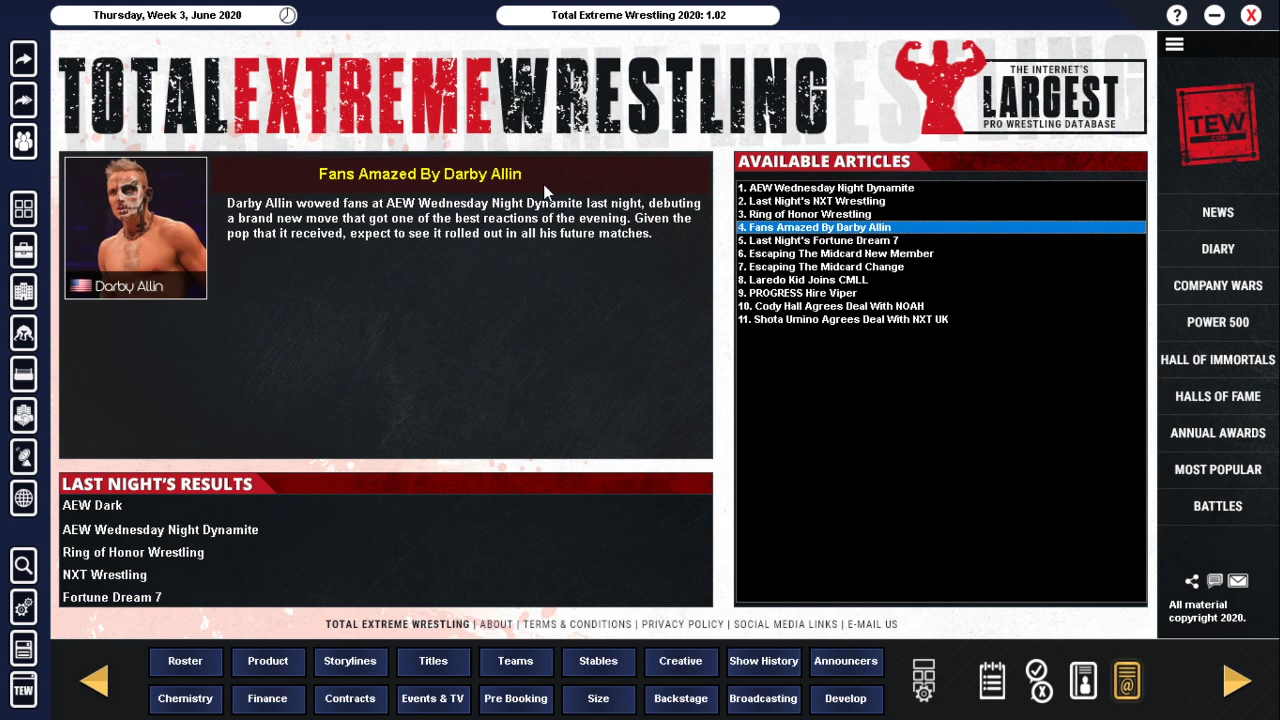 Thursday, Week 3, June 2020
Total Extreme Wrestling 2020: 1.02
?
X
TOTALEXTREMEWRESTLING
THE INTERNET'S
LARGEST
PRO WRESTLING DATABASE
TEW
.COM
Fans Amazed By Darby Allin
Darby Allin wowed fans at AEW Wednesday Night Dynamite last night, debuting
a brand new move that got one of the best reactions of the evening. Given the
pop that it received, expect to see it rolled out in all his future matches.
Darby Allin
AVAILABLE ARTICLES
1. AEW Wednesday Night Dynamite
2. Last Night's NXT Wrestling
3. Ring of Honor Wrestling
4. Fans Amazed By Darby Allin
5. Last Night's Fortune Dream 7
6. Escaping The Midcard New Member
7. Escaping The Midcard Change
8. Laredo Kid Joins CMLL
9. PROGRESS Hire Viper
10. Cody Hall Agrees Deal With NOAH
11. Shota Umino Agrees Deal With NXT UK
NEWS
DIARY
COMPANY WARS
POWER 500
HALL OF IMMORTALS
HALLS OF FAME
ANNUAL AWARDS
MOST POPULAR
BATTLES
All material
copyright 2020.
LAST NIGHT'S RESULTS
AEW Dark
AEW Wednesday Night Dynamite
Ring of Honor Wrestling
NXT Wrestling
Fortune Dream 7
TOTAL EXTREME WRESTLING | ABOUT | TERMS & CONDITIONS | PRIVACY POLICY | SOCIAL MEDIA LINKS | E-MAIL US
Roster
Product
Storylines
Titles
Teams
Stables
Creative
Show History
Announcers
Chemistry
Finance
Contracts
Events & TV
Pre Booking
Size
Backstage
Broadcasting
Develop
TEW